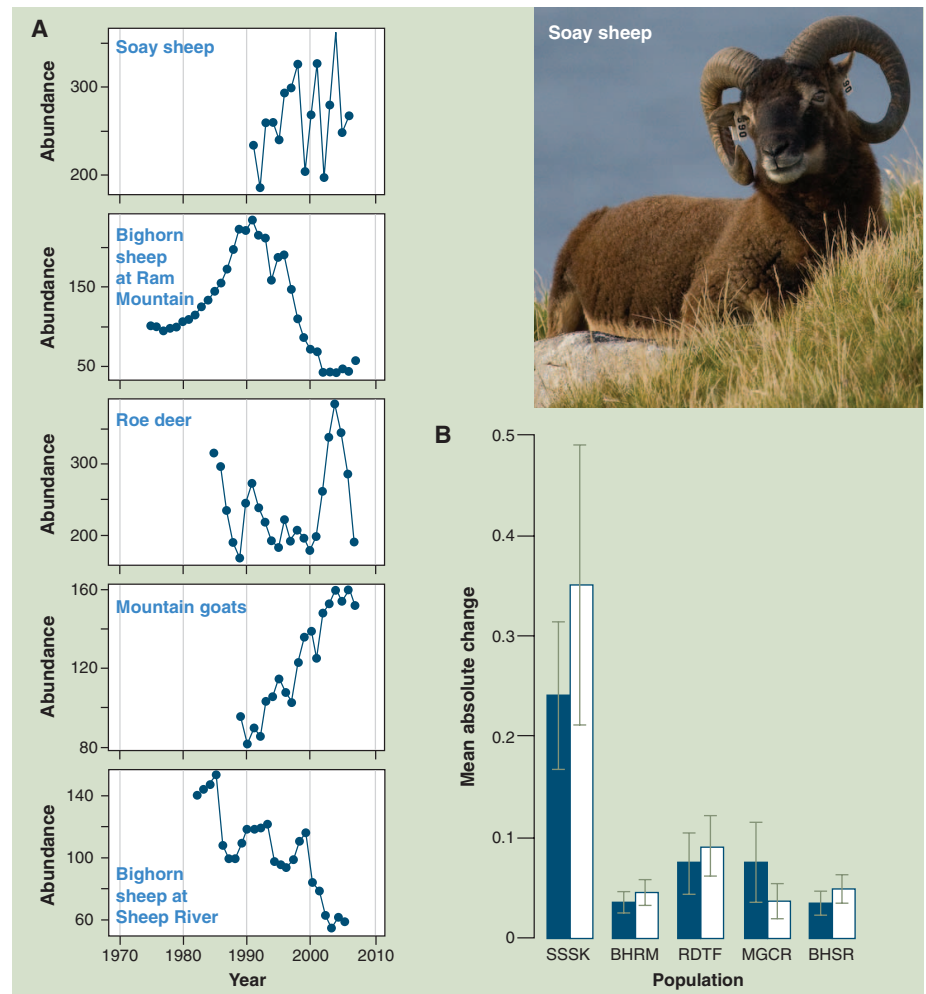 A
Soay sheep
Abundance
300
200
Bighorn
sheep
at Ram
Mountain
Abundance
150
50
Roe deer
Abundance
300
200
Mountain goats
Abundance
160
120
80
Bighorn
sheep at
Sheep River
Abundance
140
100
60
1970 1980 1990 2000 2010
Year
Soay sheep
B
Mean absolute change
0.5
0.4
0.3
0.2
0.1
0
SSSK BHRM RDTF MGCR BHSR
Population